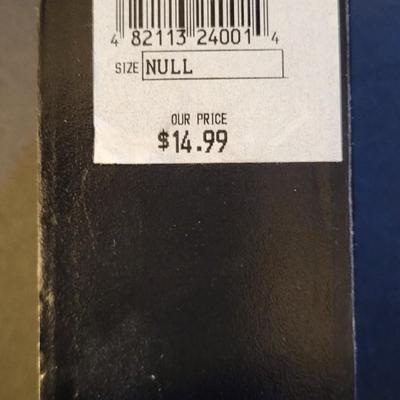 4 82113 24001 4
SIZE NULL
OUR PRICE
$14.99